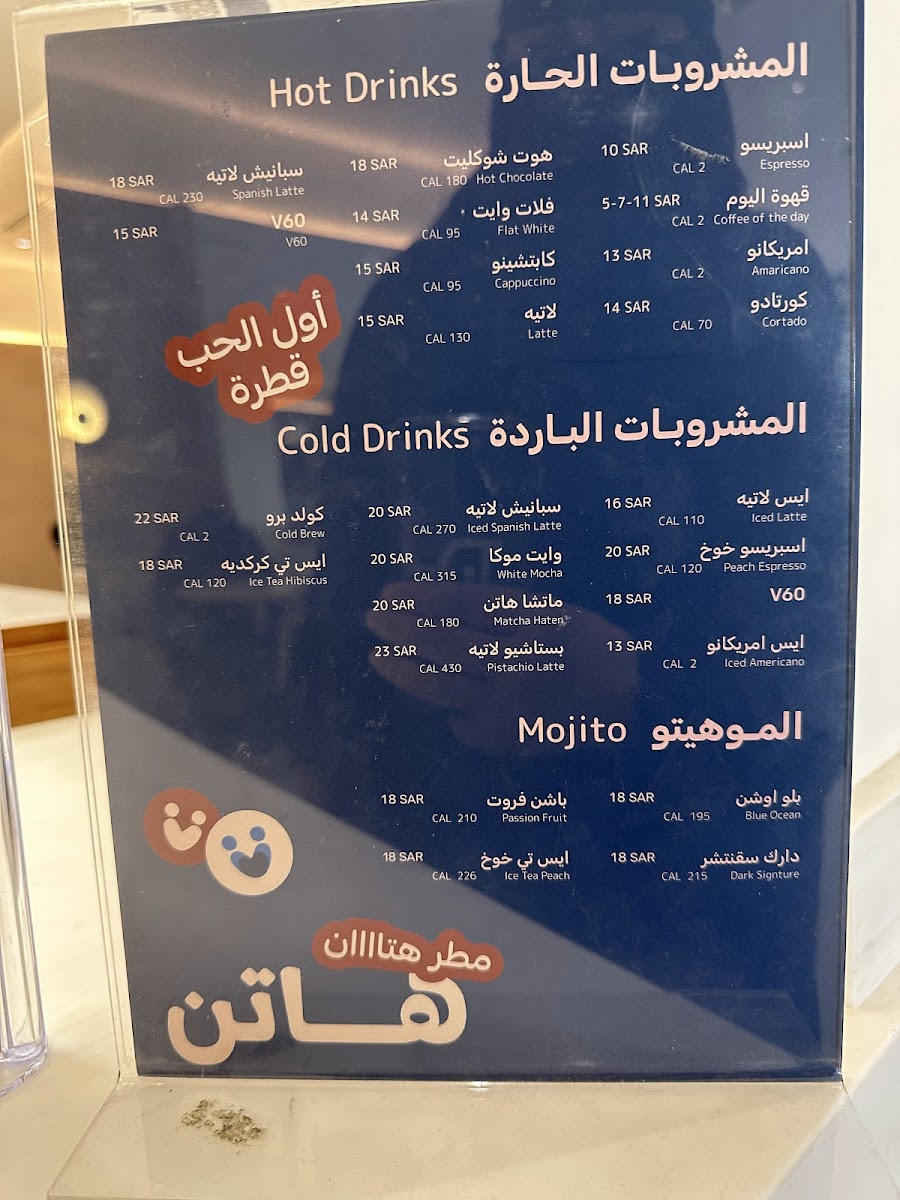 المشروبات الحارة Hot Drinks
اسبريسو 10 SAR
Espresso CAL 2
قهوة اليوم 5-7-11 SAR
Coffee of the day CAL 2
امريكانو 13 SAR
Amaricano CAL 2
كورتادو 14 SAR
Cortado CAL 70
هوت شوكليت 18 SAR
Hot Chocolate CAL 180
فلات وايت 14 SAR
Flat White CAL 95
كابتشينو 15 SAR
Cappuccino CAL 95
لاتيه 15 SAR
Latte CAL 130
سبانيش لاتيه 18 SAR
Spanish Latte CAL 230
V60 15 SAR
V60
أول الحب
قطرة
المشروبات الباردة Cold Drinks
ايس لاتيه 16 SAR
Iced Latte CAL 110
اسبريسو خوخ 20 SAR
Peach Espresso CAL 120
V60 18 SAR
ايس امريكانو 13 SAR
Iced Americano CAL 2
سبانيش لاتيه 20 SAR
Iced Spanish Latte CAL 270
وايت موكا 20 SAR
White Mocha CAL 315
ماتشا هاتن 20 SAR
Matcha Haten CAL 180
بستاشيو لاتيه 23 SAR
Pistachio Latte CAL 430
كولد برو 22 SAR
Cold Brew CAL 2
ايس تي كركديه 18 SAR
Ice Tea Hibiscus CAL 120
الموهيتو Mojito
بلو اوشن 18 SAR
Blue Ocean CAL 195
دارك سقنتشر 18 SAR
Dark Signture CAL 215
باشن فروت 18 SAR
Passion Fruit CAL 210
ايس تي خوخ 18 SAR
Ice Tea Peach CAL 226
مطر هتاااان
هاتن